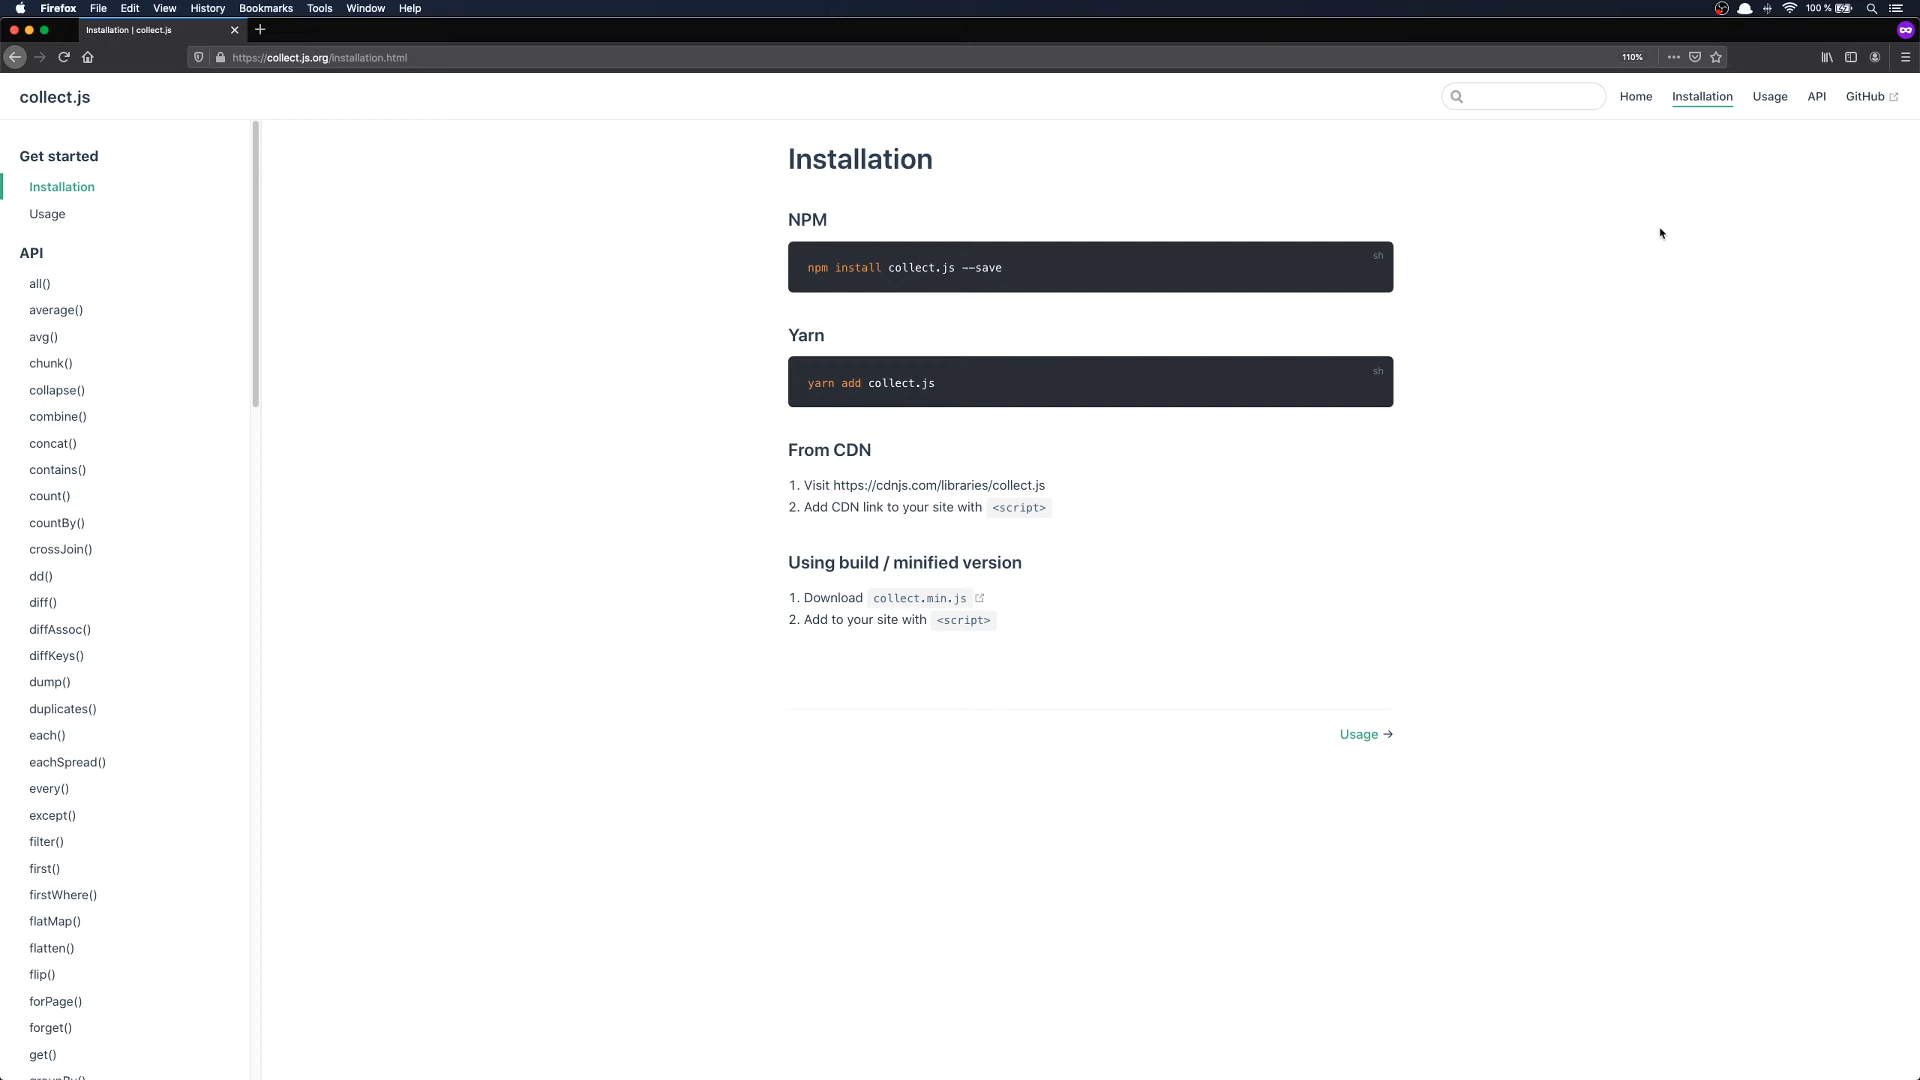 Firefox File Edit View History Bookmarks Tools Window Help
100 %
Installation | collect.js
https://collect.js.org/installation.html
110%
collect.js
Home Installation Usage API GitHub
Get started
Installation
Usage
API
all()
average()
avg()
chunk()
collapse()
combine()
concat()
contains()
count()
countBy()
crossJoin()
dd()
diff()
diffAssoc()
diffKeys()
dump()
duplicates()
each()
eachSpread()
every()
except()
filter()
first()
firstWhere()
flatMap()
flatten()
flip()
forPage()
forget()
get()
Installation
NPM
sh
npm install collect.js --save
Yarn
sh
yarn add collect.js
From CDN
1. Visit https://cdnjs.com/libraries/collect.js
2. Add CDN link to your site with <script>
Using build / minified version
1. Download collect.min.js
2. Add to your site with <script>
Usage →